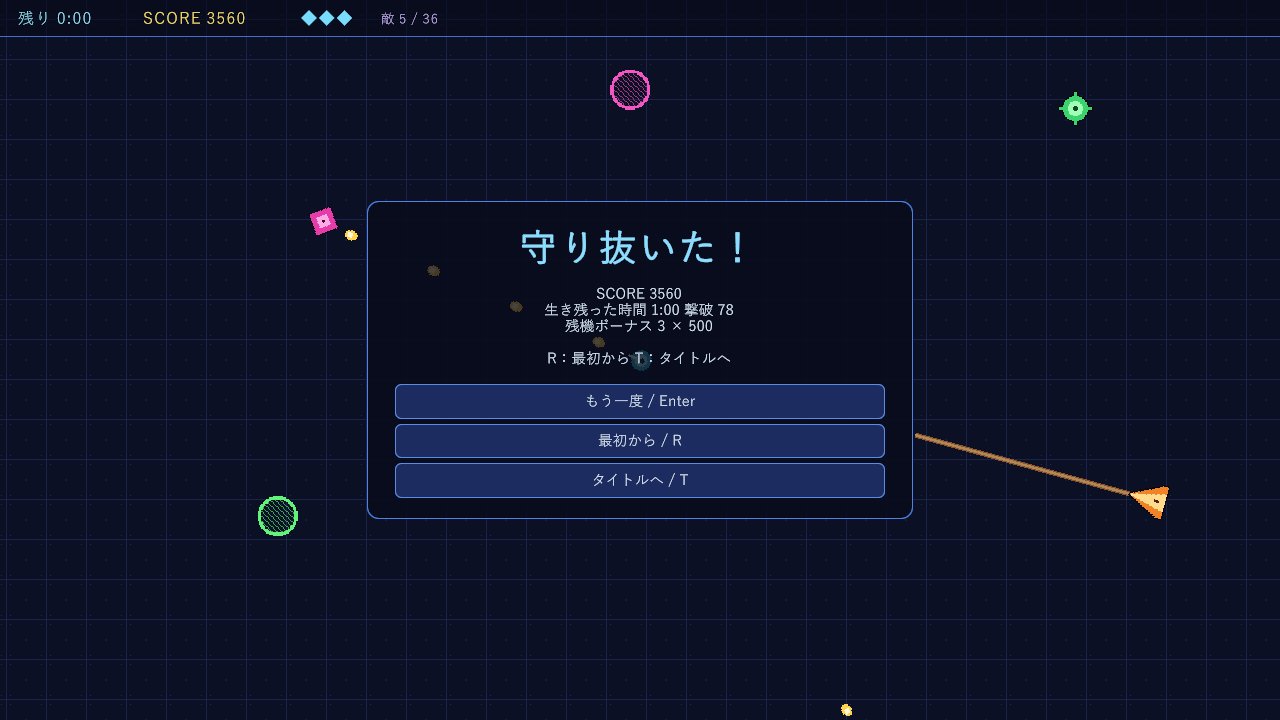 残り 0:00 SCORE 3560 敵 5 / 36
守り抜いた！
SCORE 3560
生き残った時間 1:00 撃破 78
残機ボーナス 3 × 500
R：最初から T：タイトルへ
もう一度 / Enter
最初から / R
タイトルへ / T